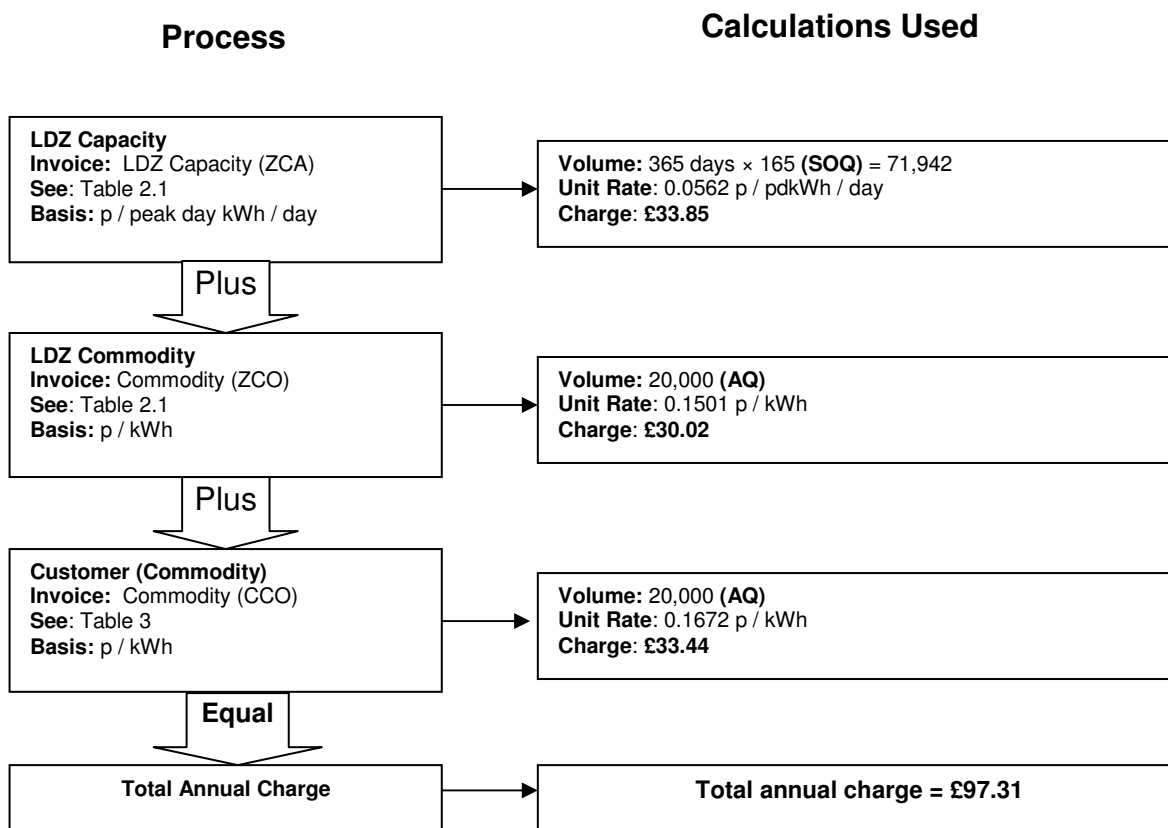 Process
Calculations Used
LDZ Capacity
Invoice: LDZ Capacity (ZCA)
See: Table 2.1
Basis: p / peak day kWh / day
Volume: 365 days × 165 (SOQ) = 71,942
Unit Rate: 0.0562 p / pdkWh / day
Charge: £33.85
Plus
LDZ Commodity
Invoice: Commodity (ZCO)
See: Table 2.1
Basis: p / kWh
Volume: 20,000 (AQ)
Unit Rate: 0.1501 p / kWh
Charge: £30.02
Plus
Customer (Commodity)
Invoice: Commodity (CCO)
See: Table 3
Basis: p / kWh
Volume: 20,000 (AQ)
Unit Rate: 0.1672 p / kWh
Charge: £33.44
Equal
Total Annual Charge
Total annual charge = £97.31